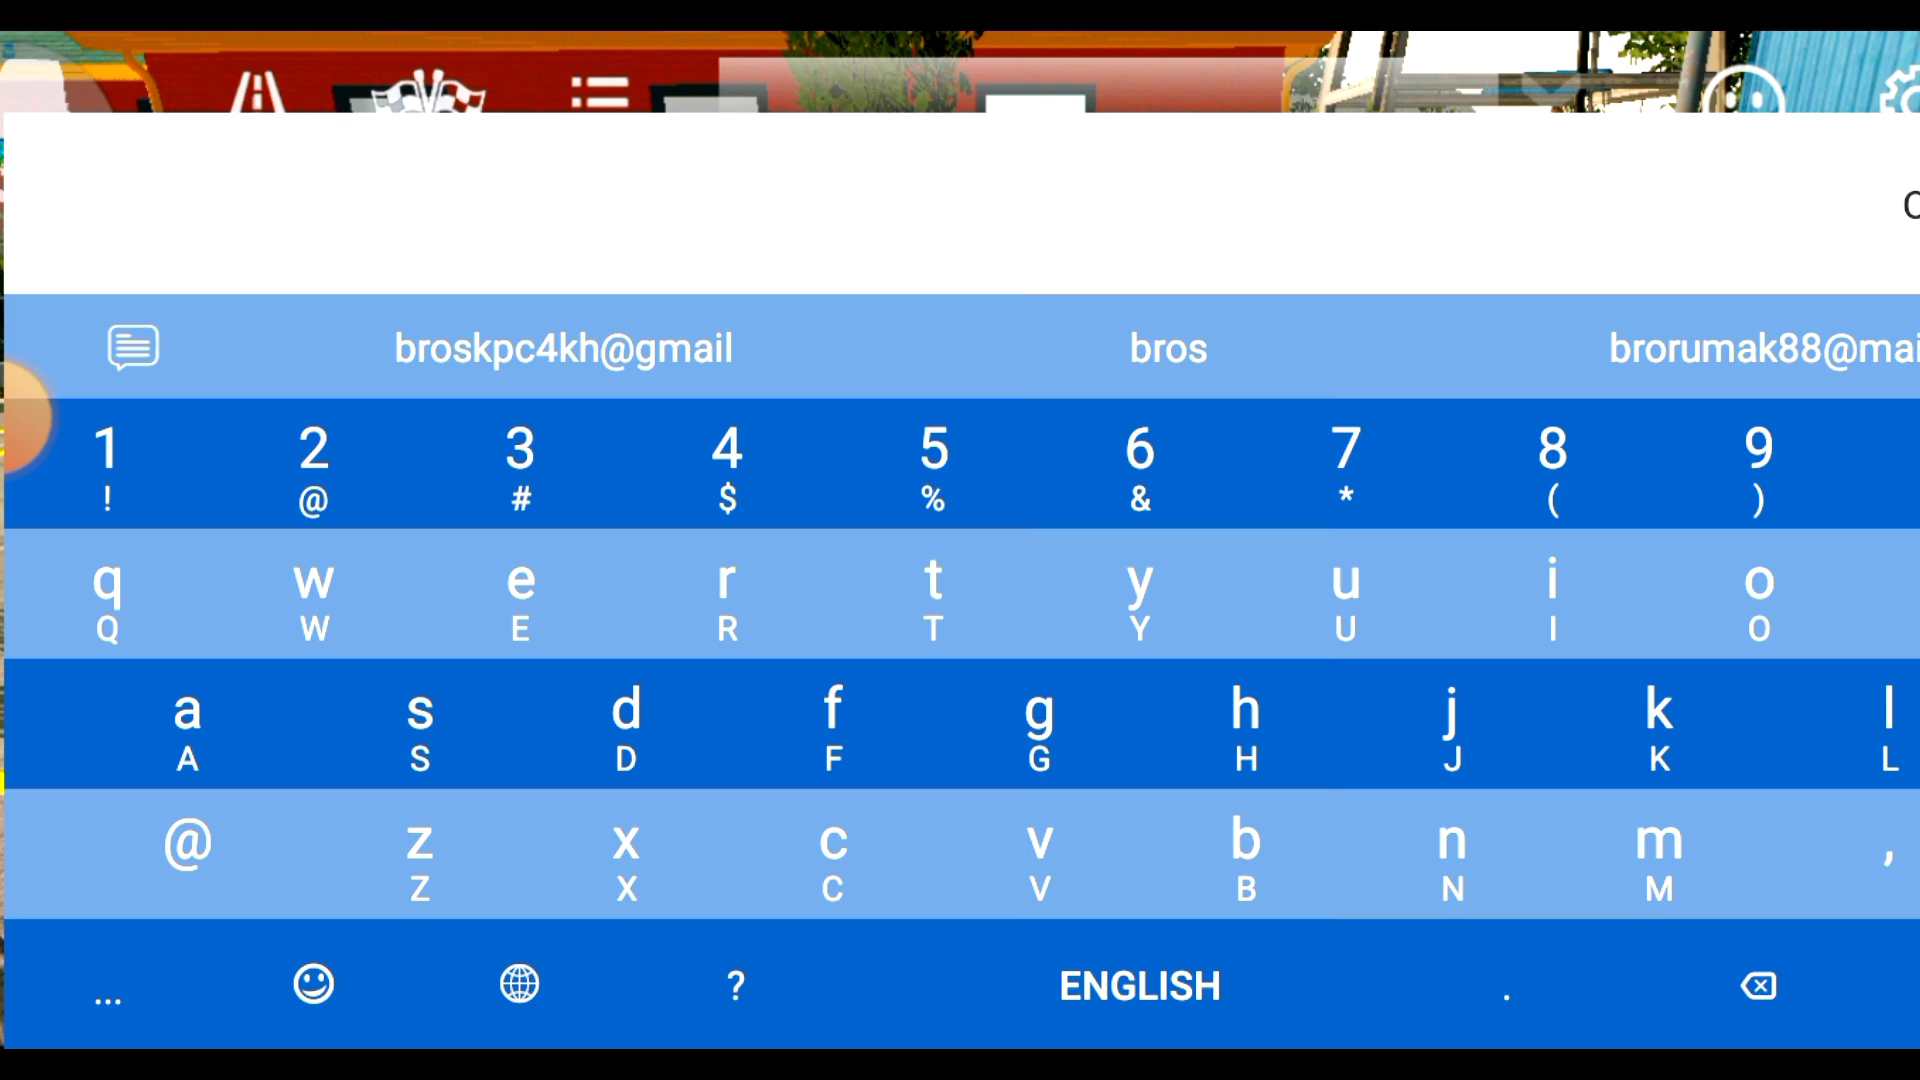 broskpc4kh@gmail bros brorumak88@mai
1 2 3 4 5 6 7 8 9
! @ # $ % & * ( )
q w e r t y u i o
Q W E R T Y U I O
a s d f g h j k l
A S D F G H J K L
@ z x c v b n m ,
Z X C V B N M
... ? ENGLISH .